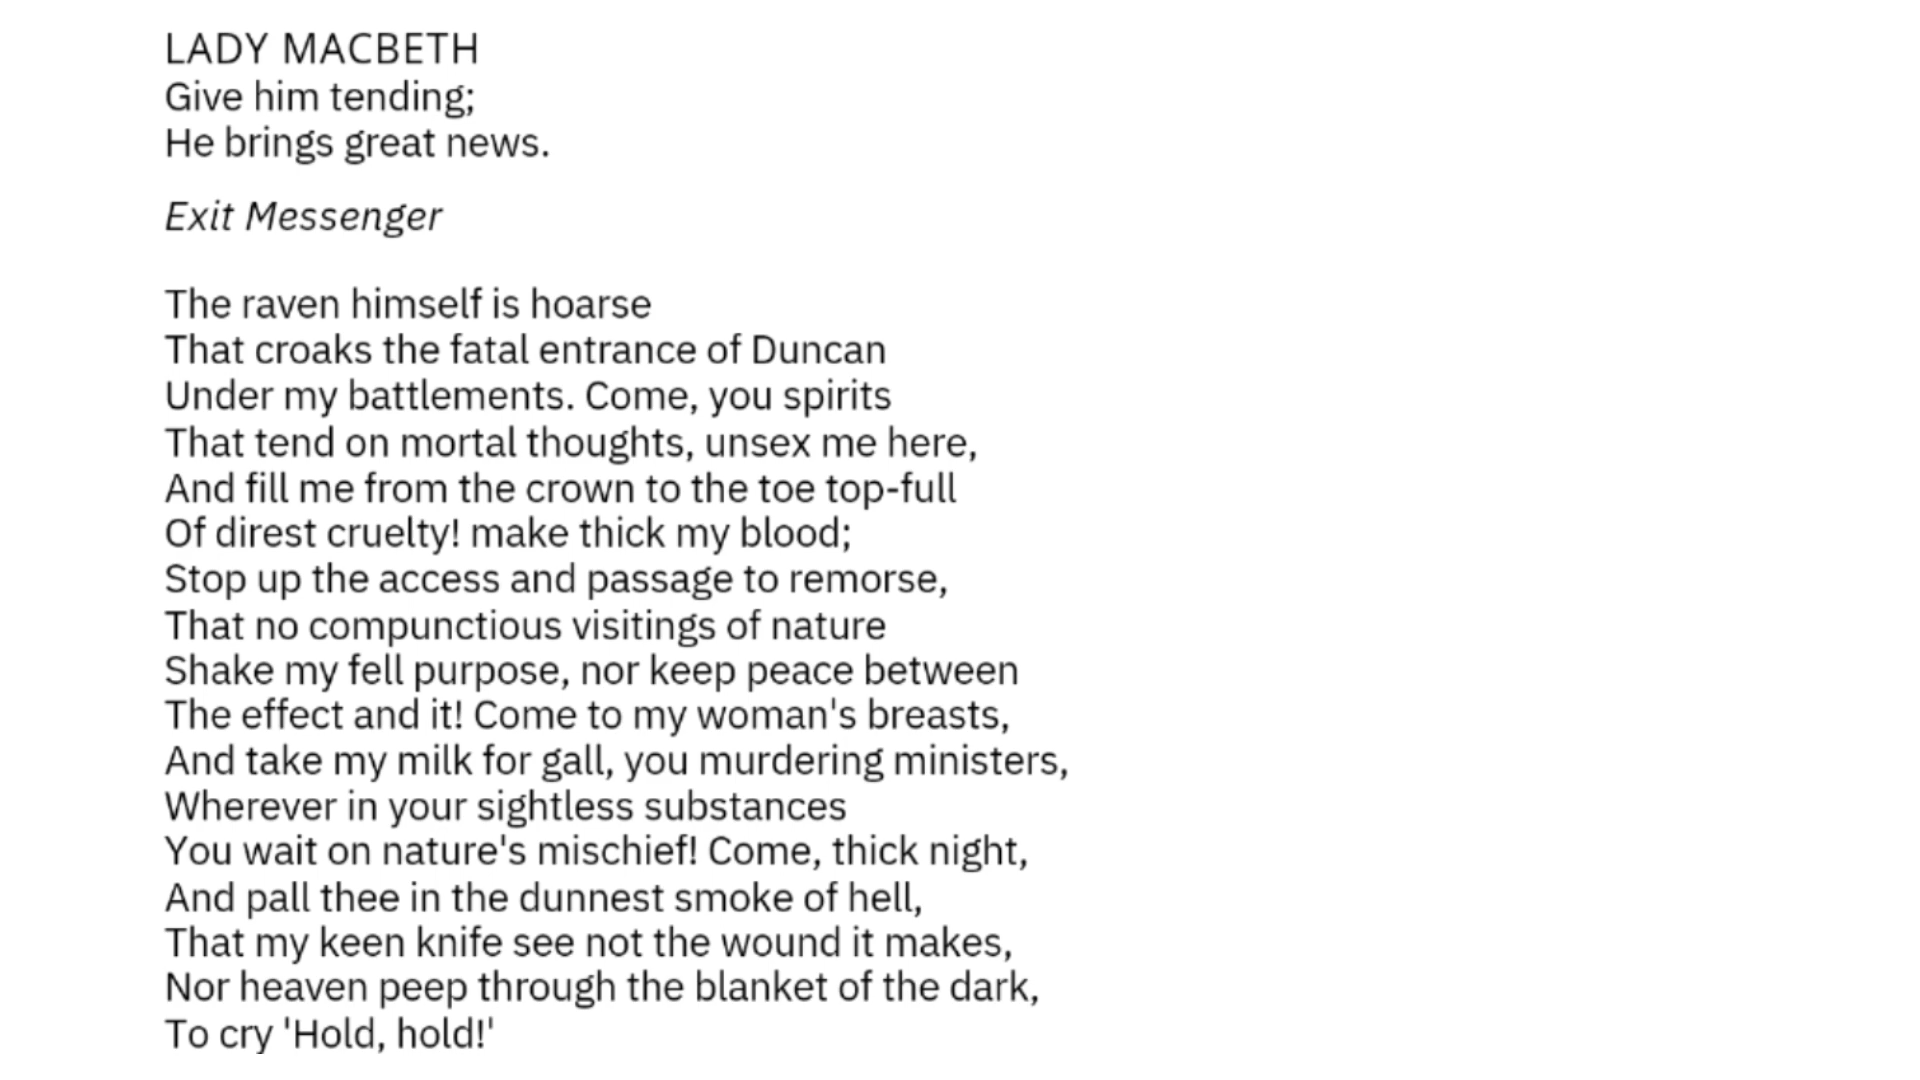 LADY MACBETH
Give him tending;
He brings great news.
Exit Messenger
The raven himself is hoarse
That croaks the fatal entrance of Duncan
Under my battlements. Come, you spirits
That tend on mortal thoughts, unsex me here,
And fill me from the crown to the toe top-full
Of direst cruelty! make thick my blood;
Stop up the access and passage to remorse,
That no compunctious visitings of nature
Shake my fell purpose, nor keep peace between
The effect and it! Come to my woman's breasts,
And take my milk for gall, you murdering ministers,
Wherever in your sightless substances
You wait on nature's mischief! Come, thick night,
And pall thee in the dunnest smoke of hell,
That my keen knife see not the wound it makes,
Nor heaven peep through the blanket of the dark,
To cry 'Hold, hold!'